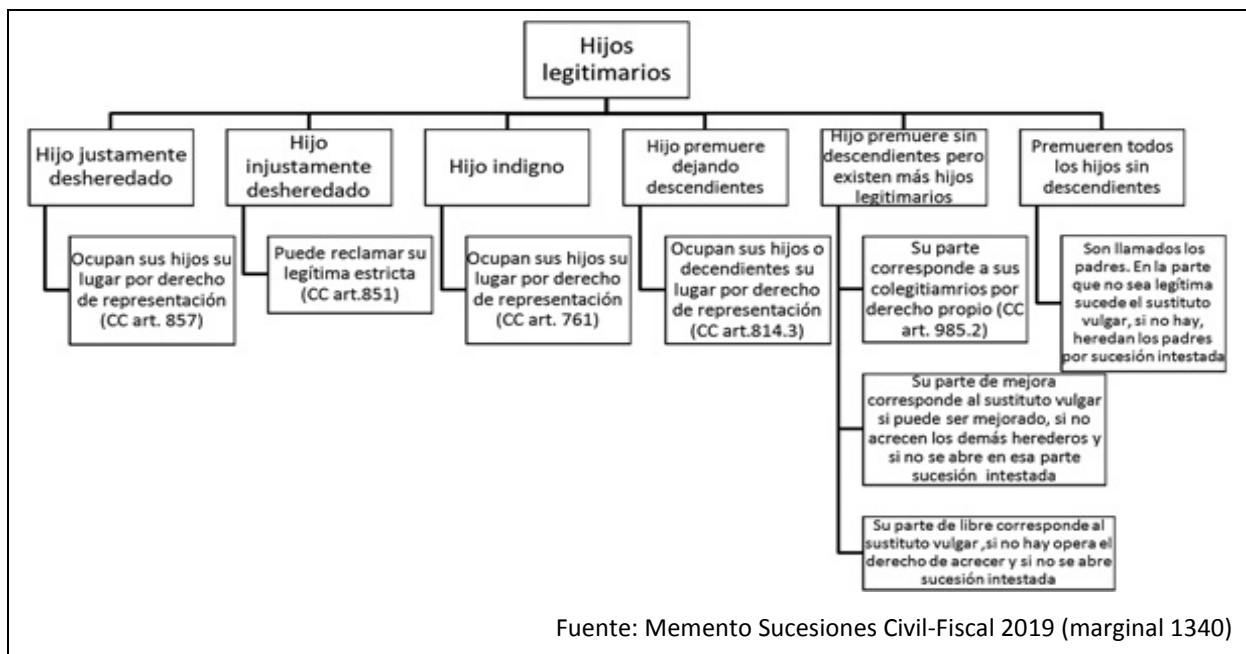 Hijos
legitimarios
Hijo justamente
desheredado
Ocupan sus hijos su
lugar por derecho
de representación
(CC art. 857)
Hijo
injustamente
desheredado
Puede reclamar su
legítima estricta
(CC art.851)
Hijo indigno
Ocupan sus hijos su
lugar por derecho
de representación
(CC art. 761)
Hijo premuere
dejando
descendientes
Ocupan sus hijos o
decendientes su
lugar por derecho
de representación
(CC art.814.3)
Hijo premuere sin
descendientes pero
existen más hijos
legitimarios
Su parte
corresponde a sus
colegitiamrios por
derecho propio (CC
art. 985.2)
Su parte de mejora
corresponde al sustituto vulgar
si puede ser mejorado, si no
acrecen los demás herederos y
si no se abre en esa parte
sucesión intestada
Su parte de libre corresponde al
sustituto vulgar ,si no hay opera el
derecho de acrecer y si no se abre
sucesión intestada
Premueren todos
los hijos sin
descendientes
Son llamados los
padres. En la parte
que no sea legítima
sucede el sustituto
vulgar, si no hay,
heredan los padres
por sucesión intestada
Fuente: Memento Sucesiones Civil-Fiscal 2019 (marginal 1340)